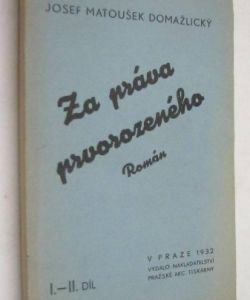 JOSEF MATOUŠEK DOMAŽLICKÝ
Za práva
prvorozeného
Román
V PRAZE 1932
VYDALO NAKLADATELSTVÍ
PRAŽSKÉ AKC. TISKÁRNY
I.–II. DÍL